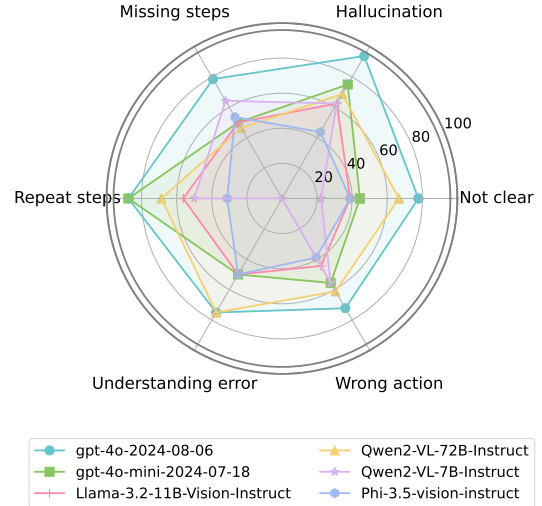 Missing steps
Hallucination
100
80
60
40
20
Repeat steps
Not clear
Understanding error
Wrong action
gpt-4o-2024-08-06
gpt-4o-mini-2024-07-18
Llama-3.2-11B-Vision-Instruct
Qwen2-VL-72B-Instruct
Qwen2-VL-7B-Instruct
Phi-3.5-vision-instruct